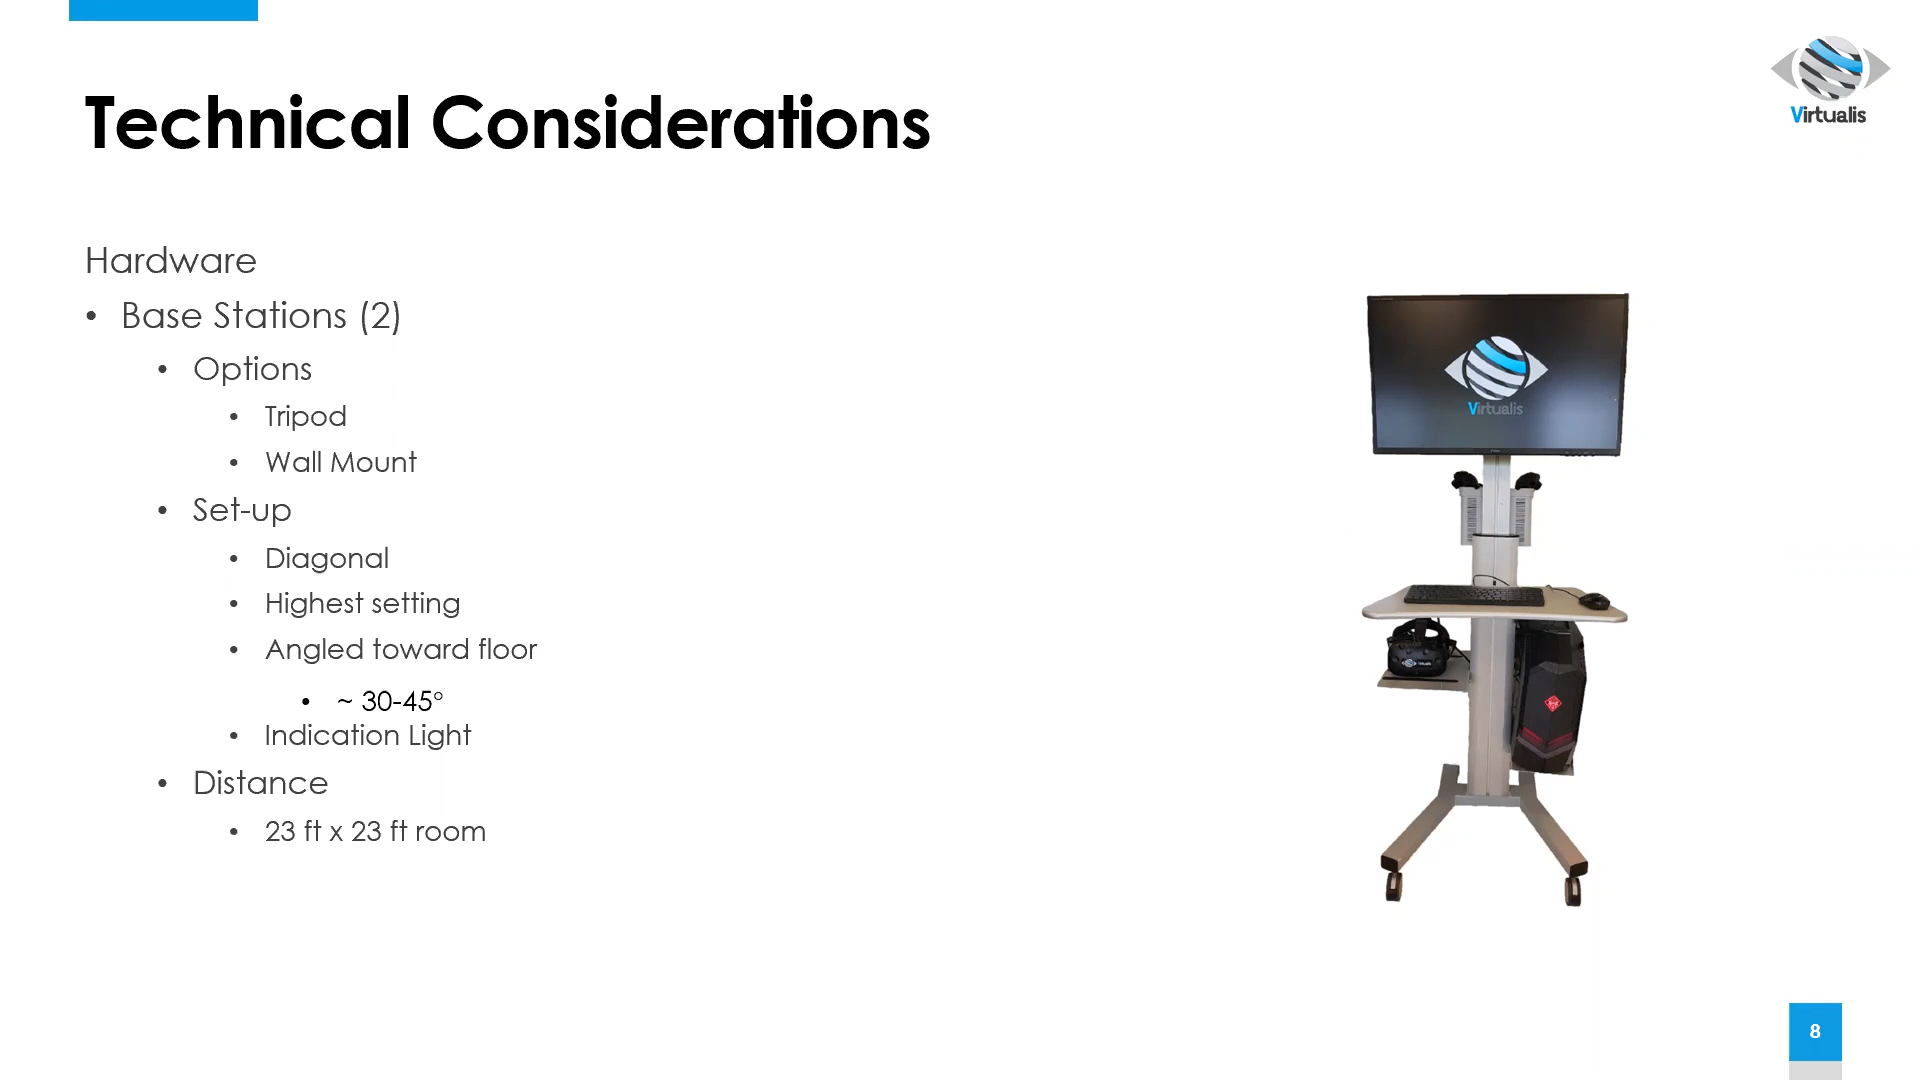 Virtualis
Technical Considerations
Hardware
• Base Stations (2)
• Options
• Tripod
• Wall Mount
• Set-up
• Diagonal
• Highest setting
• Angled toward floor
• ~ 30-45°
• Indication Light
• Distance
• 23 ft x 23 ft room
Virtualis
8